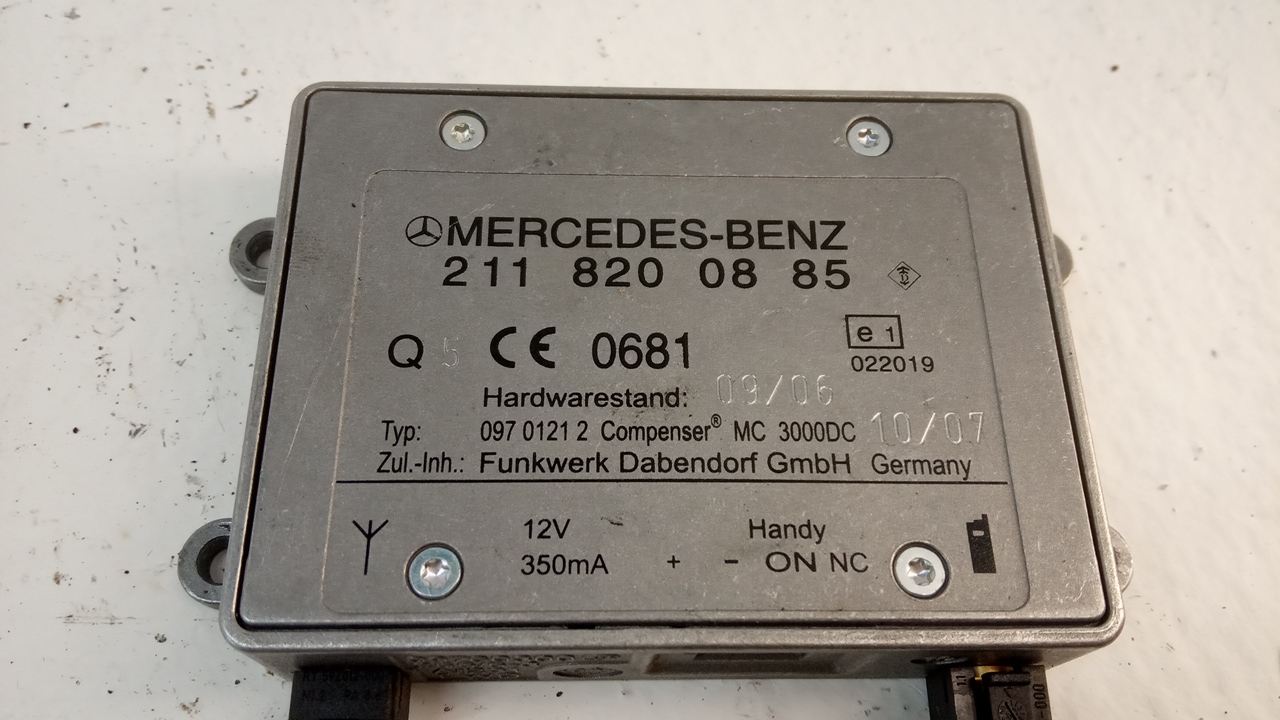 MERCEDES-BENZ
211 820 08 85
Q 5 CE 0681 e 1
022019
Hardwarestand: 09/06
Typ: 097 0121 2 Compenser® MC 3000DC 10/07
Zul.-Inh.: Funkwerk Dabendorf GmbH Germany
12V Handy
350mA + - ON NC